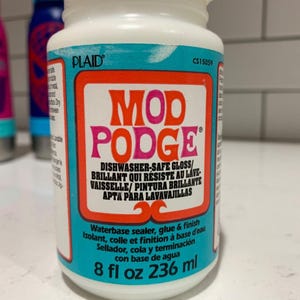 PLAID® CS15059
MOD
PODGE®
DISHWASHER-SAFE GLOSS/
BRILLANT QUI RÉSISTE AU LAVE-
VAISSELLE/ PINTURA BRILLANTE
APTA PARA LAVAVAJILLAS
Waterbase sealer, glue & finish
isolant, colle et finition à base d'eau
Sellador, cola y terminación
con base de agua
8 fl oz 236 ml